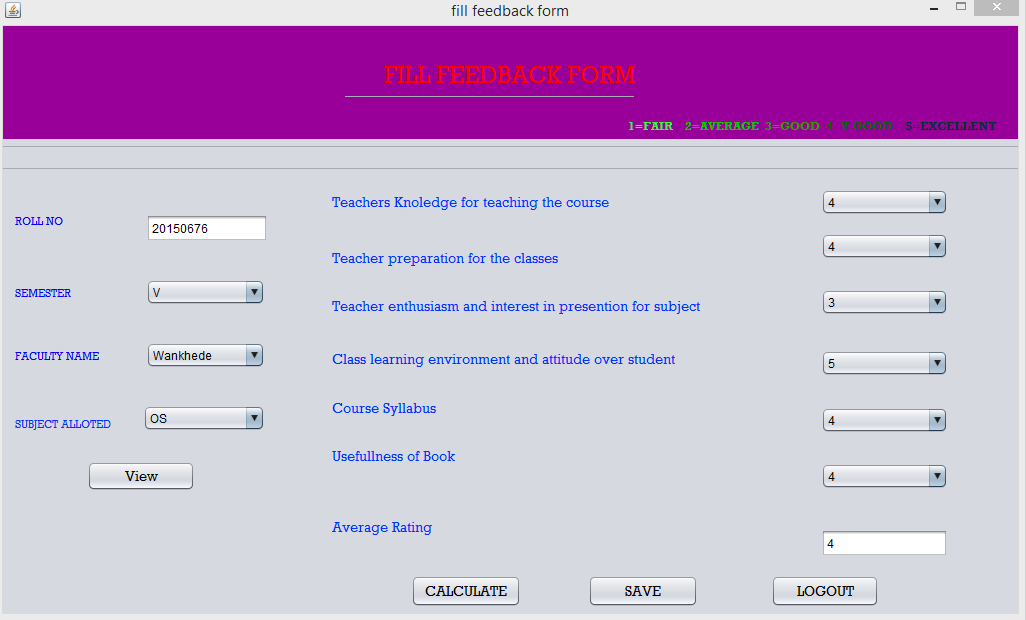 fill feedback form
FILL FEEDBACK FORM
1=FAIR 2=AVERAGE 3=GOOD 4=V.GOOD 5=EXCELLENT
ROLL NO
20150676
SEMESTER
V
FACULTY NAME
Wankhede
SUBJECT ALLOTED
OS
View
Teachers Knoledge for teaching the course
4
Teacher preparation for the classes
4
Teacher enthusiasm and interest in presention for subject
3
Class learning environment and attitude over student
5
Course Syllabus
4
Usefullness of Book
4
Average Rating
4
CALCULATE
SAVE
LOGOUT